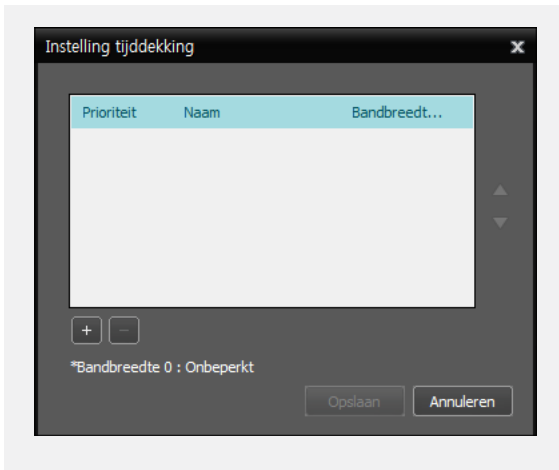 Instelling tijddekking
Prioriteit Naam Bandbreedt...
*Bandbreedte 0 : Onbeperkt
Opslaan Annuleren